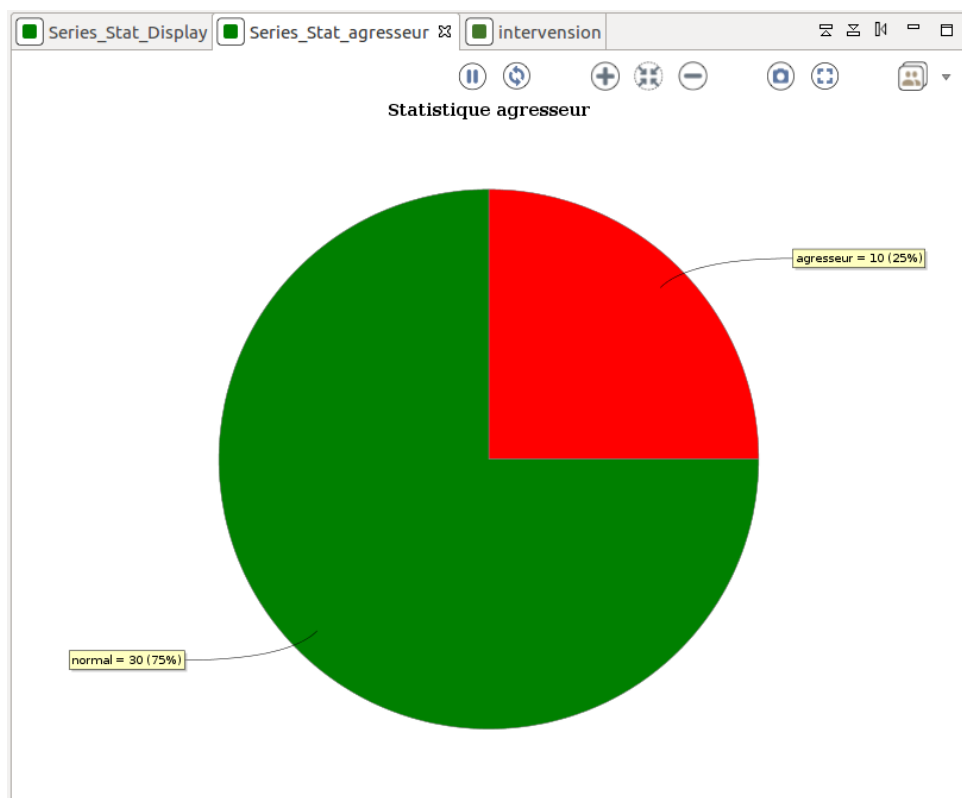 Series_Stat_Display Series_Stat_agresseur intervension
Statistique agresseur
agresseur = 10 (25%)
normal = 30 (75%)